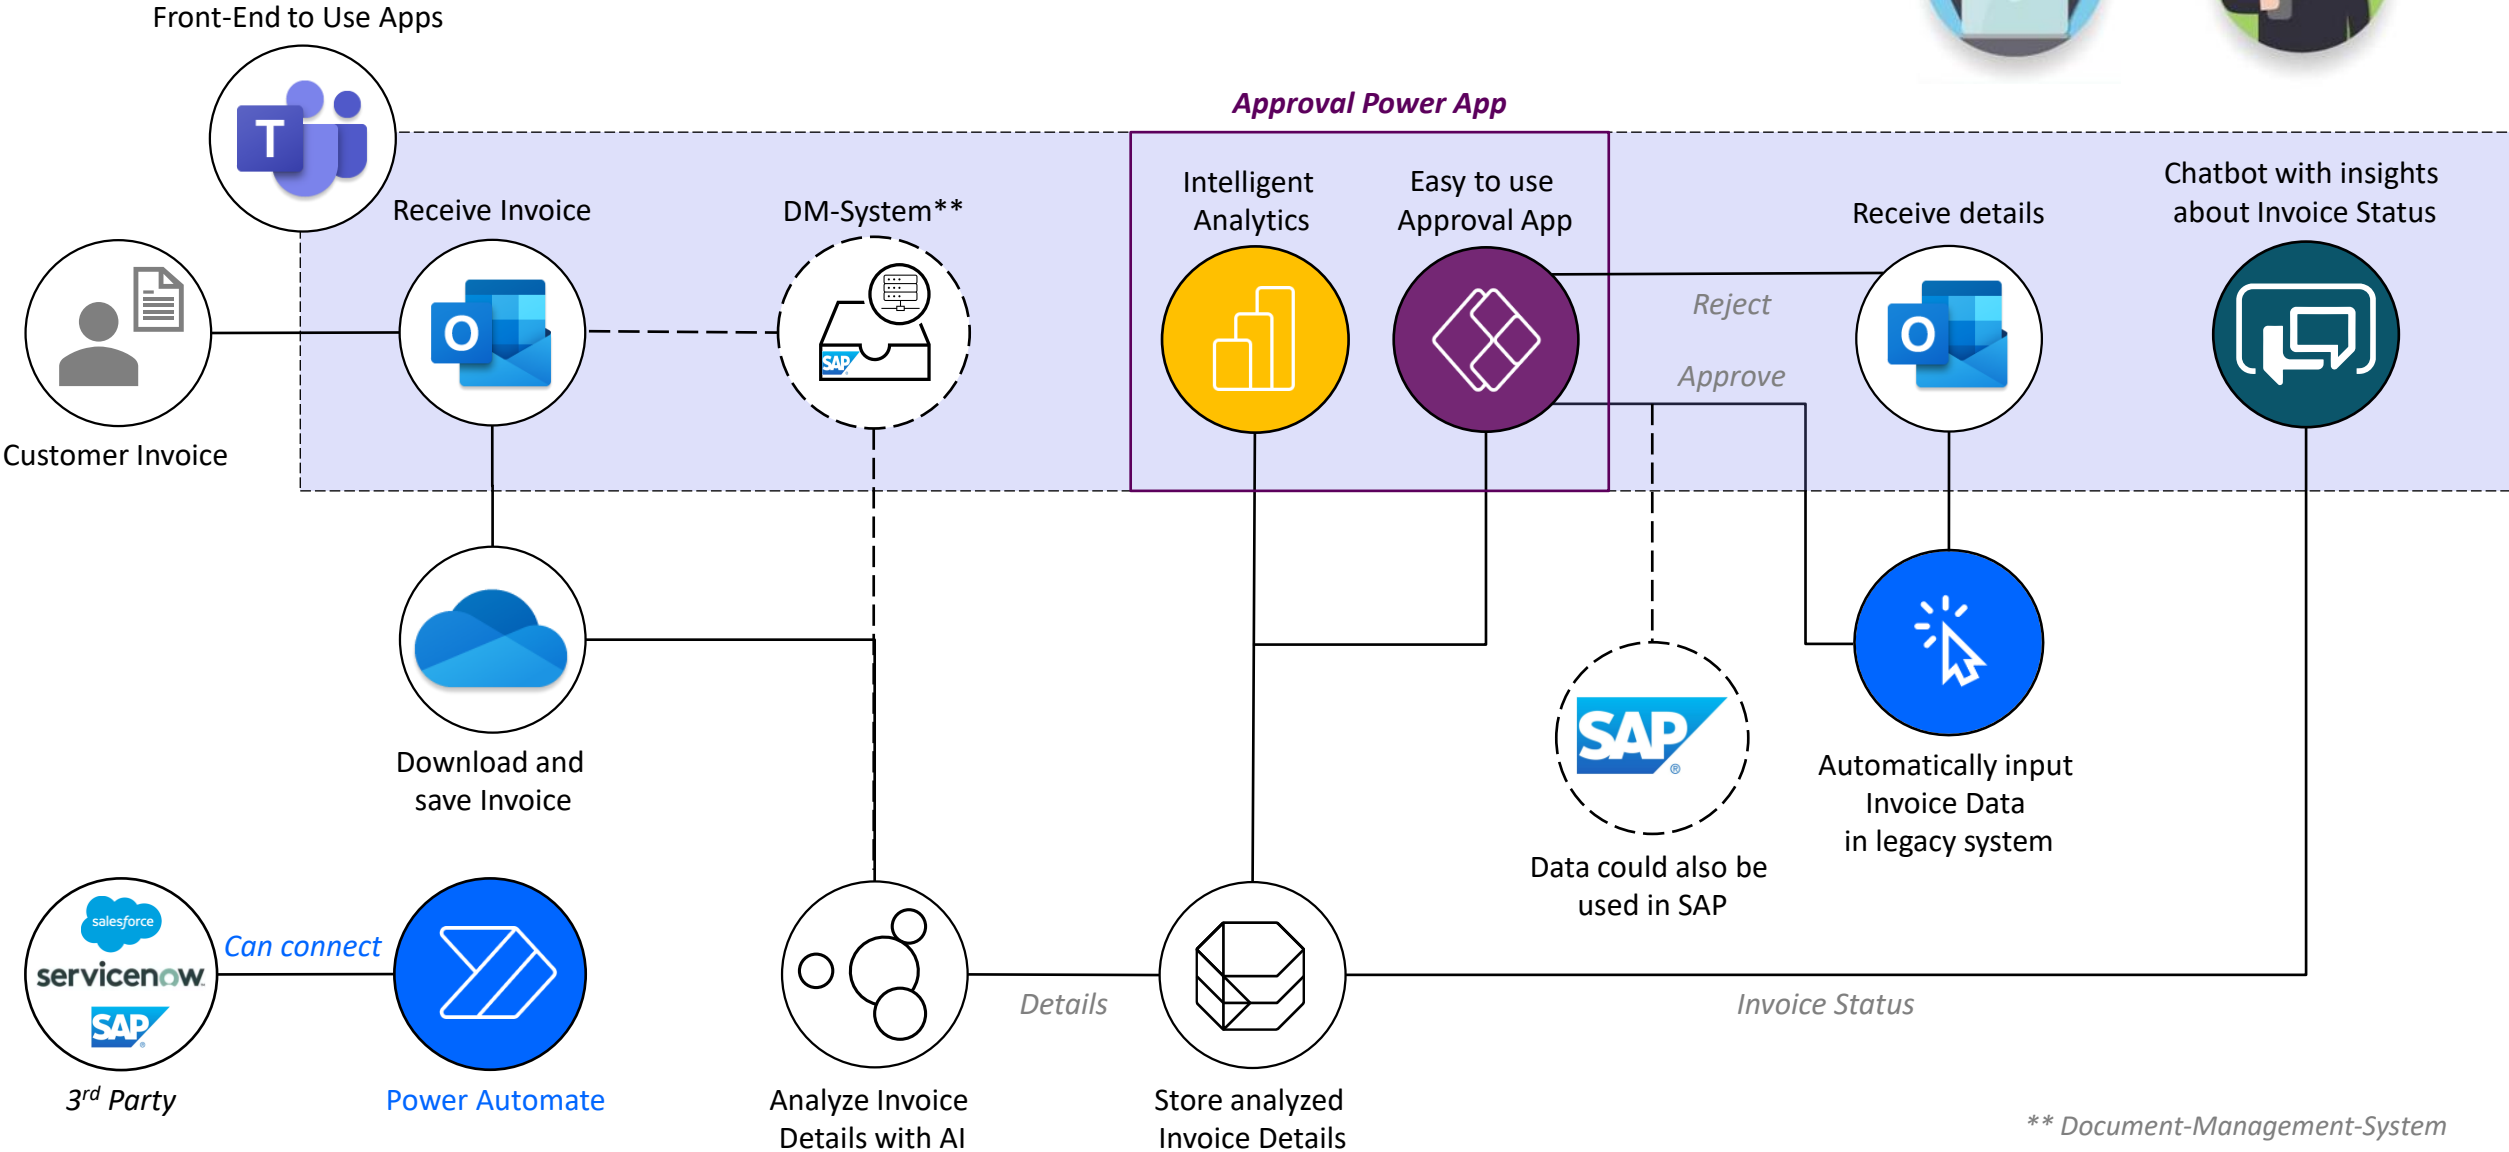 Front-End to Use Apps
T
Approval Power App
Receive Invoice
DM-System**
Intelligent
Analytics
Easy to use
Approval App
Receive details
Chatbot with insights
about Invoice Status
O
SAP
Reject
O
Approve
Customer Invoice
Download and
save Invoice
SAP
®
Automatically input
Invoice Data
in legacy system
Data could also be
used in SAP
salesforce
servicenow
SAP
Can connect
Details
Invoice Status
3rd Party
Power Automate
Analyze Invoice
Details with AI
Store analyzed
Invoice Details
** Document-Management-System